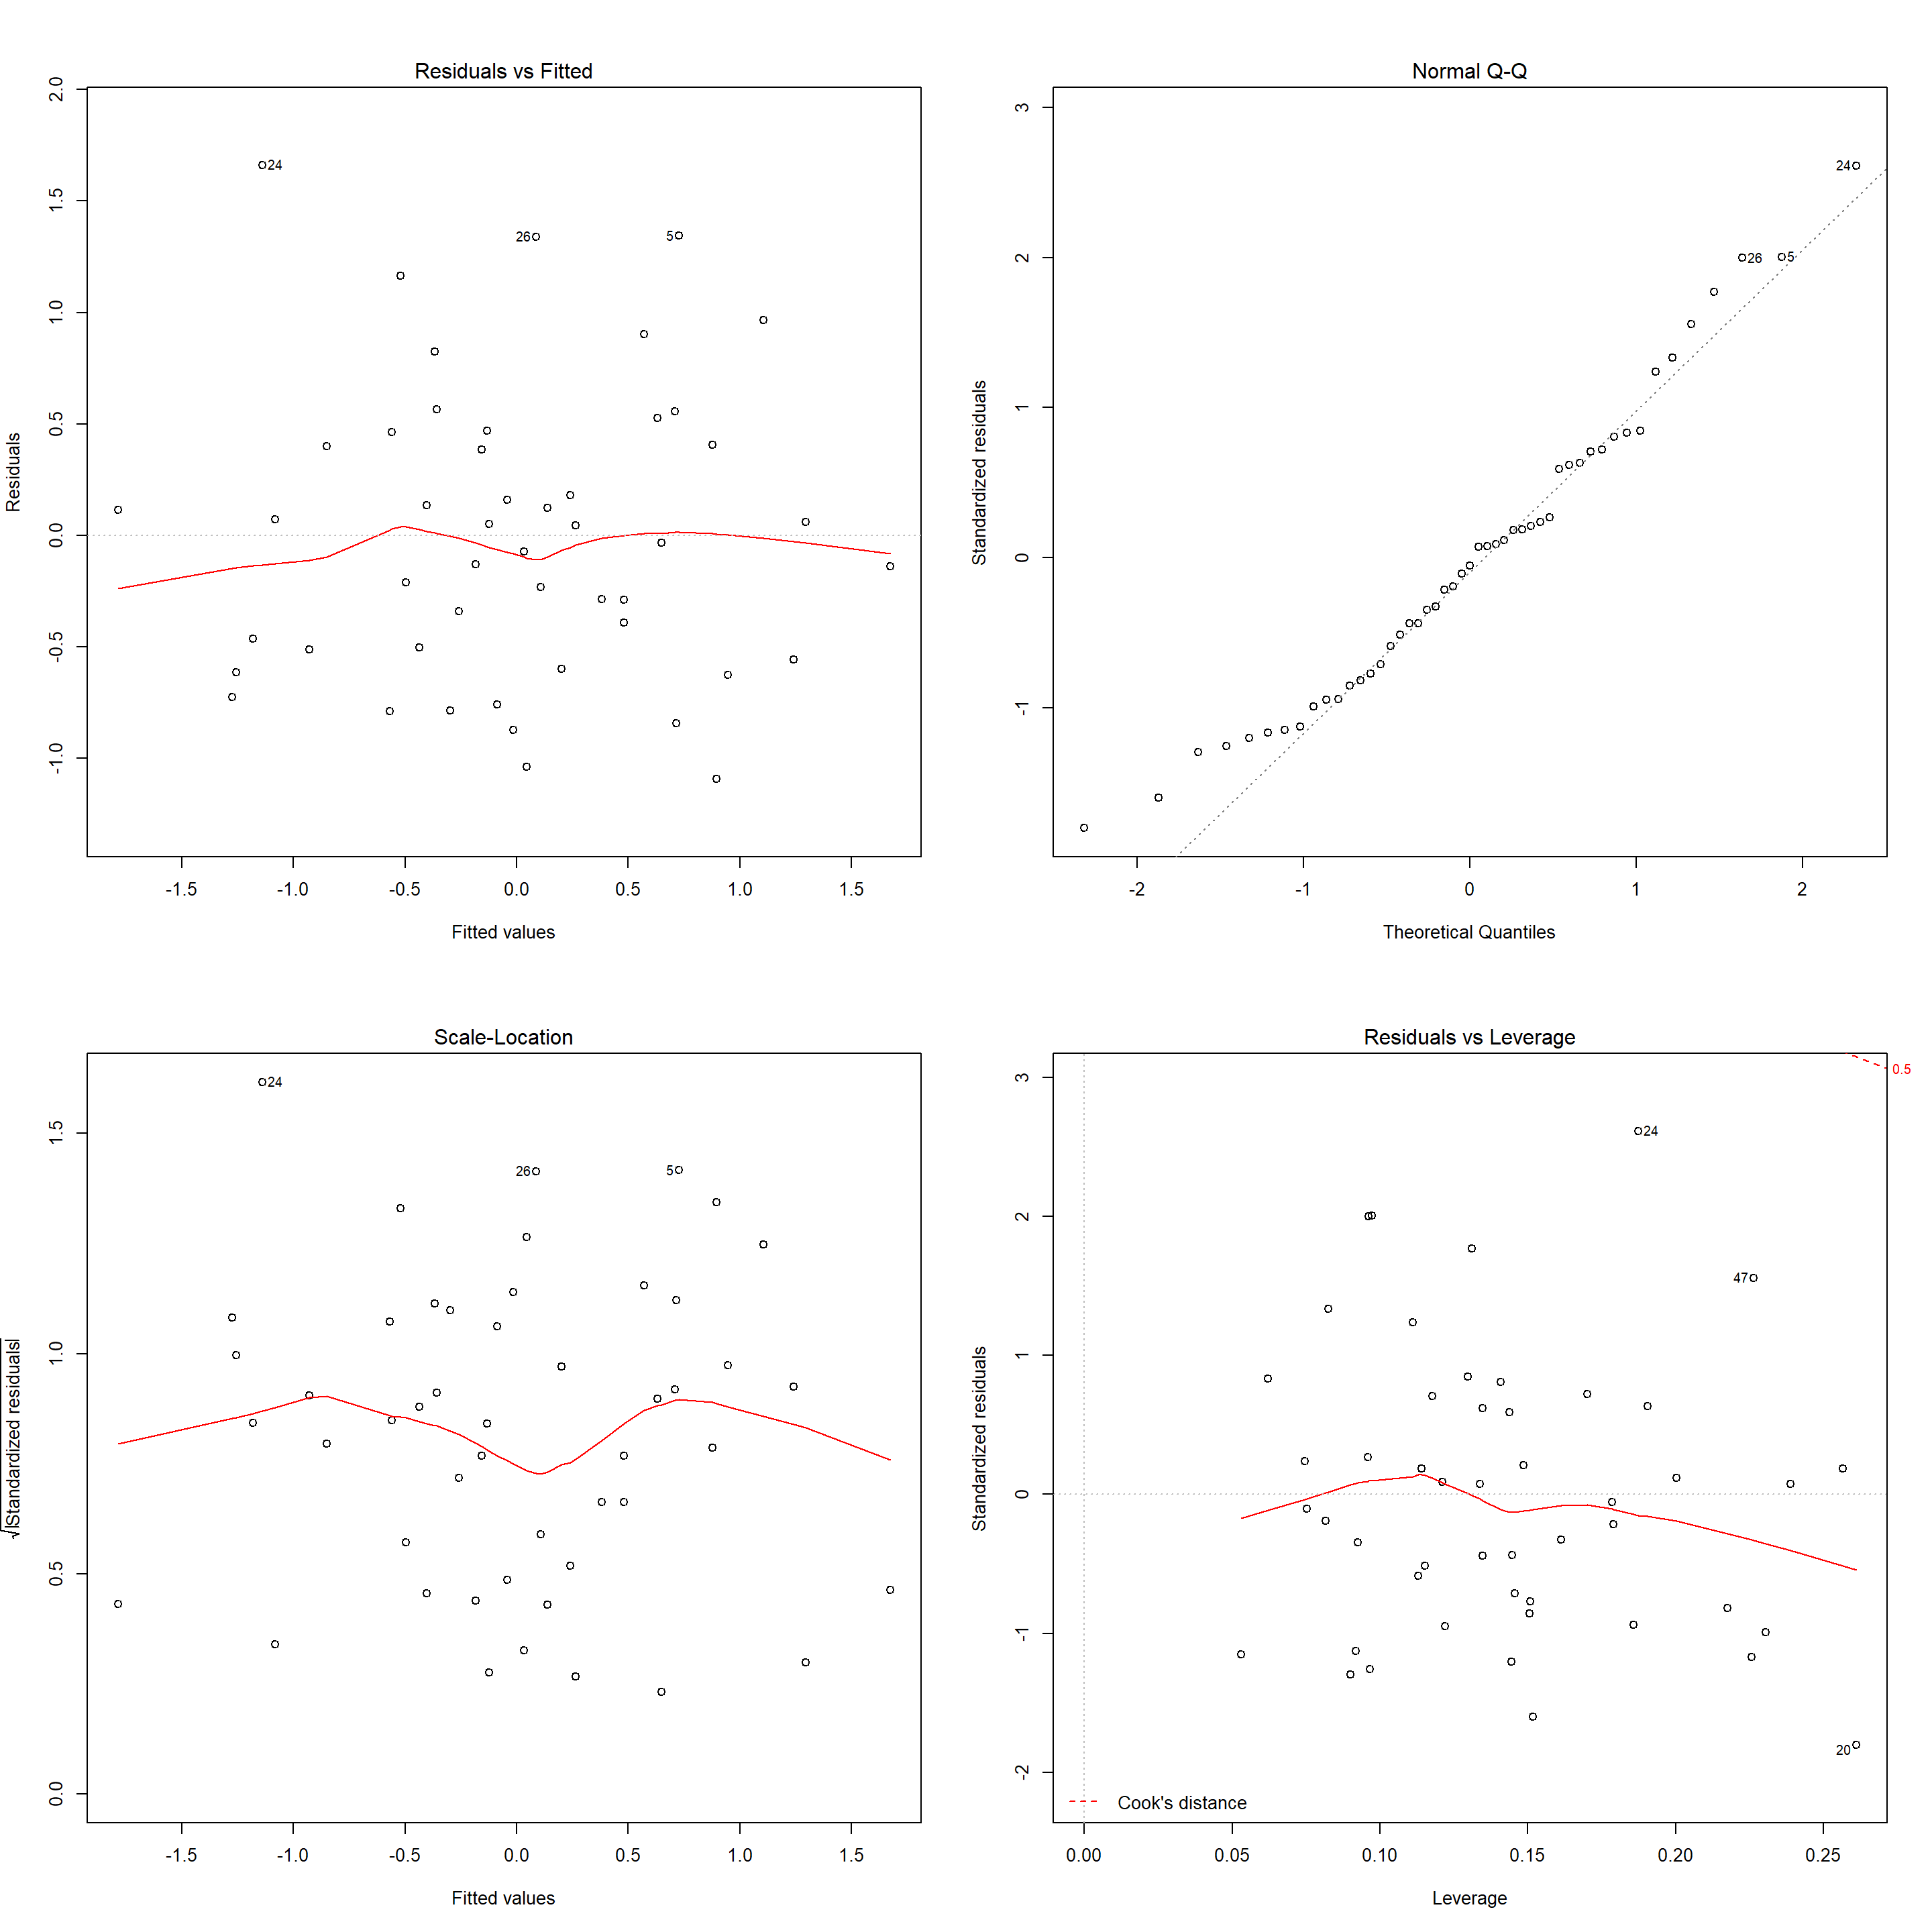 Residuals vs Fitted
Residuals
2.0
1.5
1.0
0.5
0.0
-0.5
-1.0
24
26
5
-1.5 -1.0 -0.5 0.0 0.5 1.0 1.5
Fitted values
Normal Q-Q
Standardized residuals
3
2
1
0
-1
24
26
5
-2 -1 0 1 2
Theoretical Quantiles
Scale-Location
√|Standardized residuals|
1.5
1.0
0.5
0.0
24
26
5
-1.5 -1.0 -0.5 0.0 0.5 1.0 1.5
Fitted values
Residuals vs Leverage
Standardized residuals
3
2
1
0
-1
-2
0.5
24
47
20
Cook's distance
0.00 0.05 0.10 0.15 0.20 0.25
Leverage